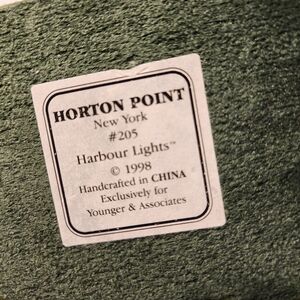 HORTON POINT
New York
#205
Harbour Lights™
© 1998
Handcrafted in CHINA
Exclusively for
Younger & Associates